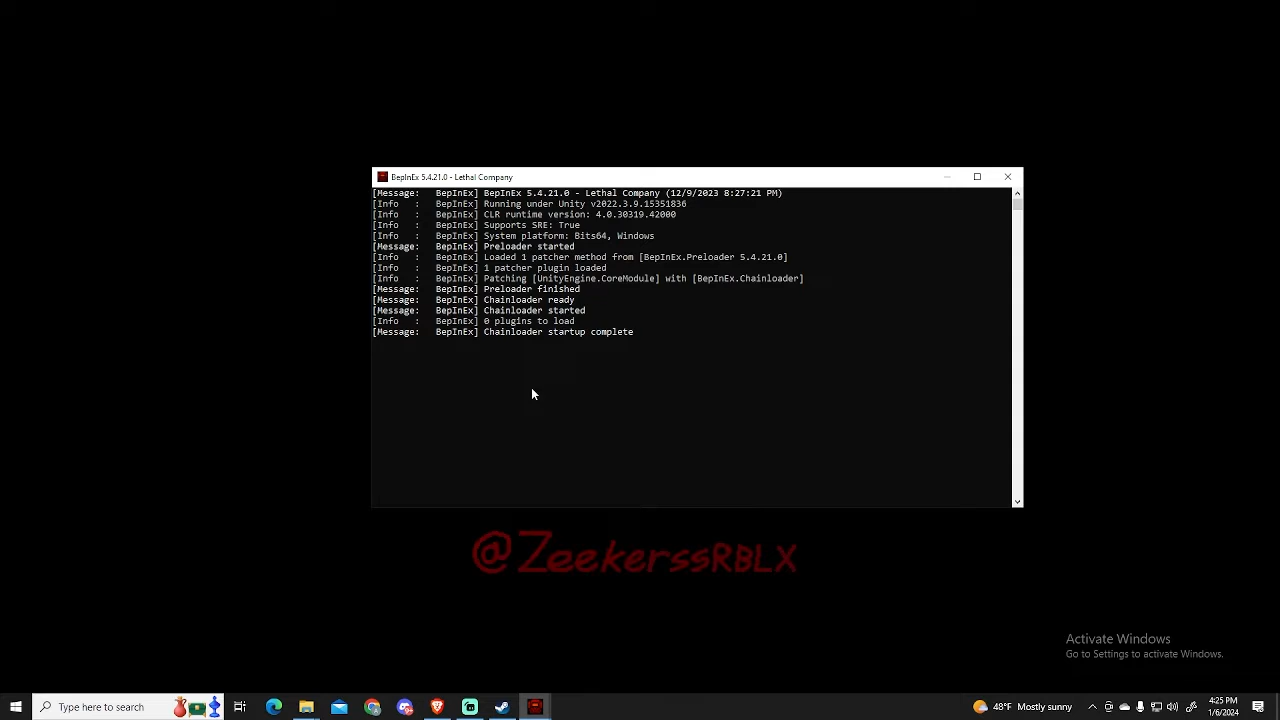 BepInEx 5.4.21.0 - Lethal Company
[Message:   BepInEx] BepInEx 5.4.21.0 - Lethal Company (12/9/2023 8:27:21 PM)
[Info   :   BepInEx] Running under Unity v2022.3.9.15351836
[Info   :   BepInEx] CLR runtime version: 4.0.30319.42000
[Info   :   BepInEx] Supports SRE: True
[Info   :   BepInEx] System platform: Bits64, Windows
[Message:   BepInEx] Preloader started
[Info   :   BepInEx] Loaded 1 patcher method from [BepInEx.Preloader 5.4.21.0]
[Info   :   BepInEx] 1 patcher plugin loaded
[Info   :   BepInEx] Patching [UnityEngine.CoreModule] with [BepInEx.Chainloader]
[Message:   BepInEx] Preloader finished
[Message:   BepInEx] Chainloader ready
[Message:   BepInEx] Chainloader started
[Info   :   BepInEx] 0 plugins to load
[Message:   BepInEx] Chainloader startup complete
@ZeekerssRBLX
Activate Windows
Go to Settings to activate Windows.
Type here to search
48°F Mostly sunny
4:25 PM
1/6/2024